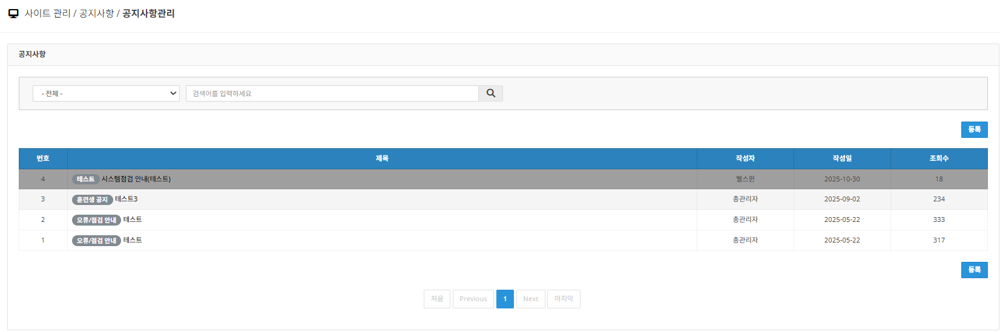 사이트 관리 / 공지사항 / 공지사항관리
공지사항
- 전체 -
검색어를 입력하세요
등록
번호 제목 작성자 작성일 조회수
4 테스트 시스템점검 안내(테스트) 웰스윈 2025-10-30 18
3 훈련생 공지 테스트3 총관리자 2025-09-02 234
2 오류/점검 안내 테스트 총관리자 2025-05-22 333
1 오류/점검 안내 테스트 총관리자 2025-05-22 317
등록
처음 Previous 1 Next 마지막